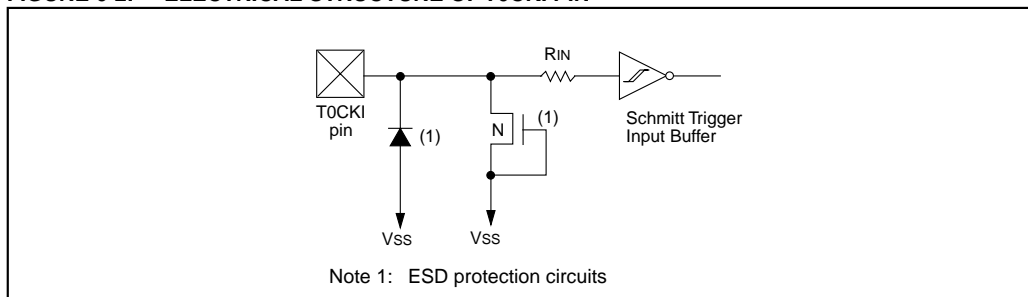 RIN
T0CKI
pin
(1)
N
(1)
Schmitt Trigger
Input Buffer
VSS
VSS
Note 1: ESD protection circuits